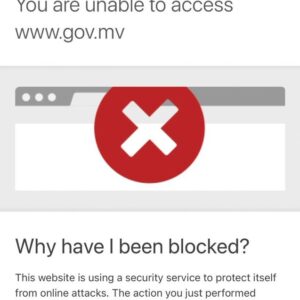 You are unable to access
www.gov.mv
Why have I been blocked?
This website is using a security service to protect itself
from online attacks. The action you just performed